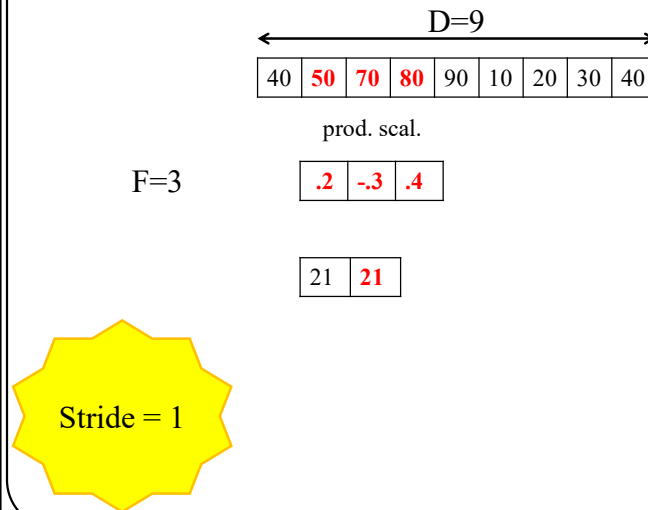 D=9
40 50 70 80 90 10 20 30 40
prod. scal.
F=3
.2 -.3 .4
21 21
Stride = 1